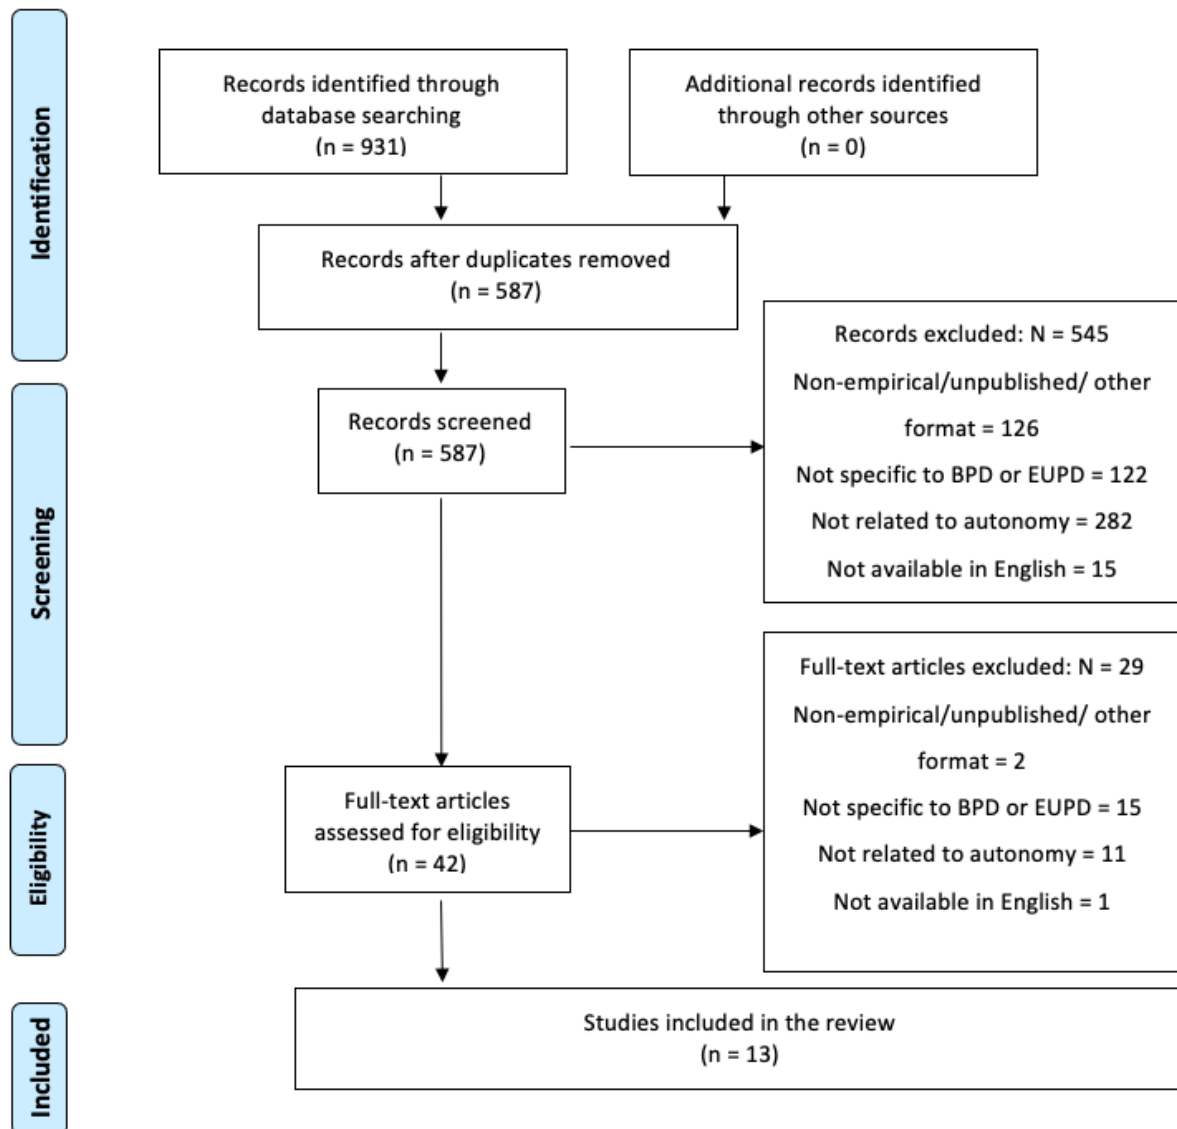 Identification
Records identified through
database searching
(n = 931)
Additional records identified
through other sources
(n = 0)
Records after duplicates removed
(n = 587)
Screening
Records screened
(n = 587)
Records excluded: N = 545
Non-empirical/unpublished/ other
format = 126
Not specific to BPD or EUPD = 122
Not related to autonomy = 282
Not available in English = 15
Eligibility
Full-text articles
assessed for eligibility
(n = 42)
Full-text articles excluded: N = 29
Non-empirical/unpublished/ other
format = 2
Not specific to BPD or EUPD = 15
Not related to autonomy = 11
Not available in English = 1
Included
Studies included in the review
(n = 13)